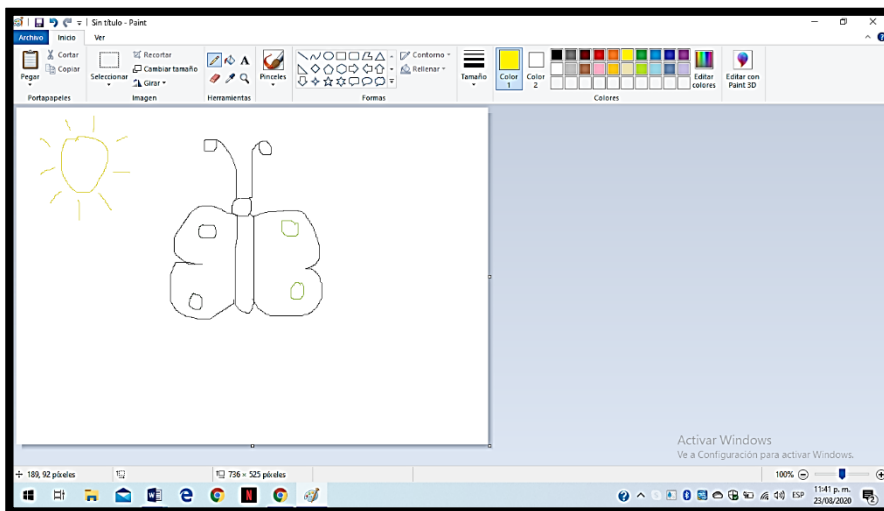 Sin título - Paint
Archivo Inicio Ver
Pegar
Cortar
Copiar
Portapapeles
Seleccionar
Recortar
Cambiar tamaño
Girar
Imagen
A
Herramientas
Pinceles
Contorno
Rellenar
Formas
Tamaño
Color 1
Color 2
Editar colores
Colores
Editar con Paint 3D
Activar Windows
Ve a Configuración para activar Windows.
189, 92 píxeles
736 × 525 píxeles
100%
ESP
11:41 p. m.
23/08/2020